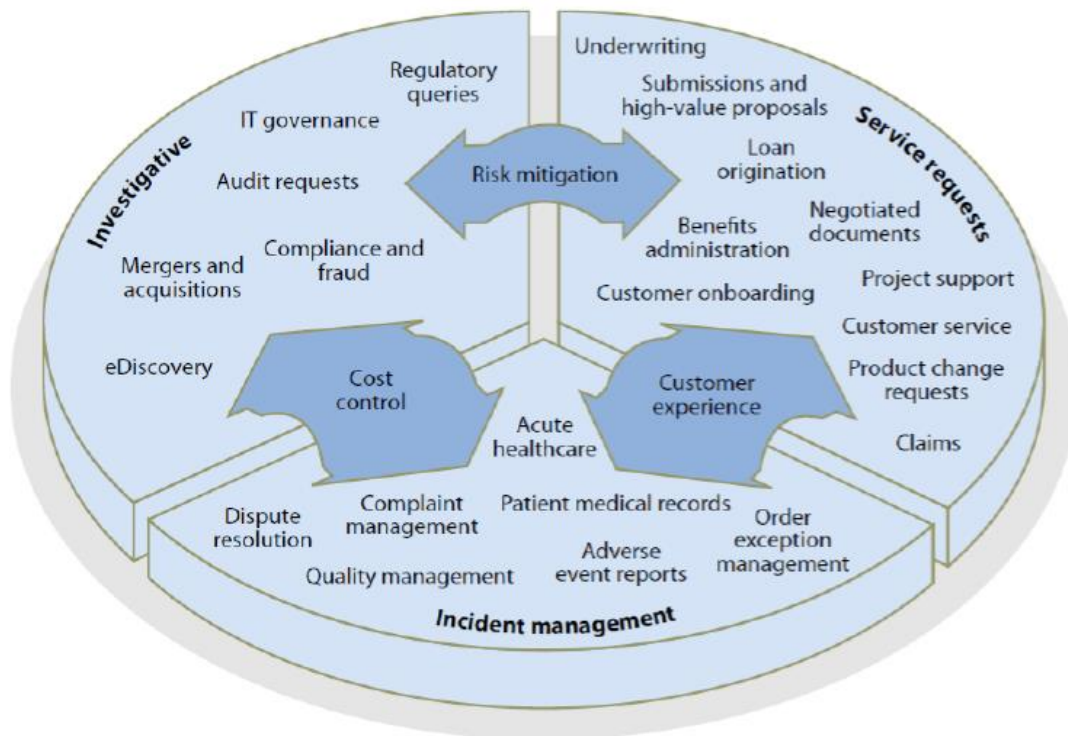 Investigative
Regulatory
queries
IT governance
Audit requests
Compliance and
fraud
Mergers and
acquisitions
eDiscovery
Risk mitigation
Service requests
Underwriting
Submissions and
high-value proposals
Loan
origination
Negotiated
documents
Benefits
administration
Project support
Customer onboarding
Customer service
Product change
requests
Claims
Cost
control
Customer
experience
Acute
healthcare
Dispute
resolution
Complaint
management
Patient medical records
Order
exception
management
Quality management
Adverse
event reports
Incident management